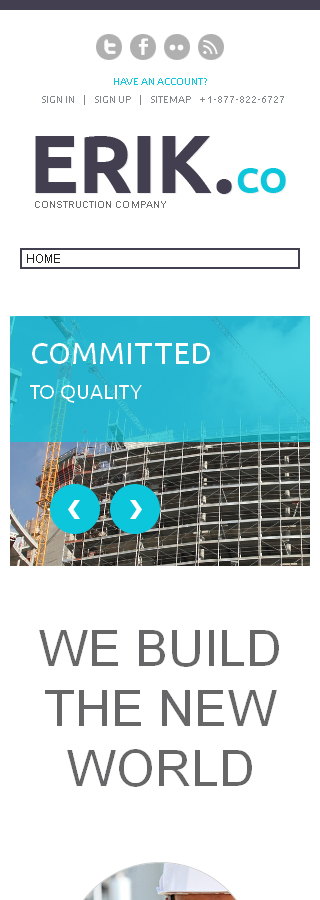 HAVE AN ACCOUNT?
SIGN IN | SIGN UP | SITEMAP +1-877-822-6727
ERIK.CO
CONSTRUCTION COMPANY
HOME
COMMITTED
TO QUALITY
WE BUILD
THE NEW
WORLD